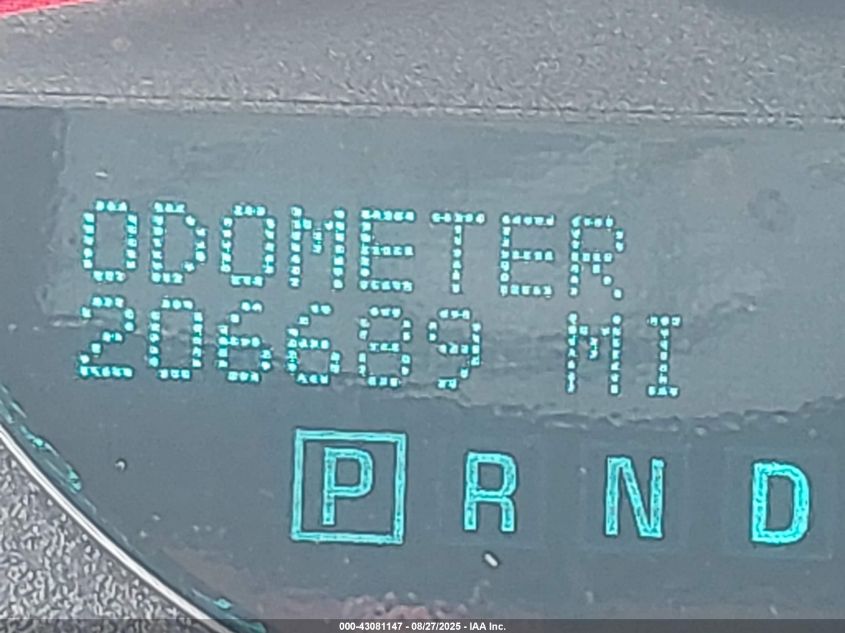 ODOMETER
206689 MI
P R N D
000-43081147 - 08/27/2025 - IAA Inc.